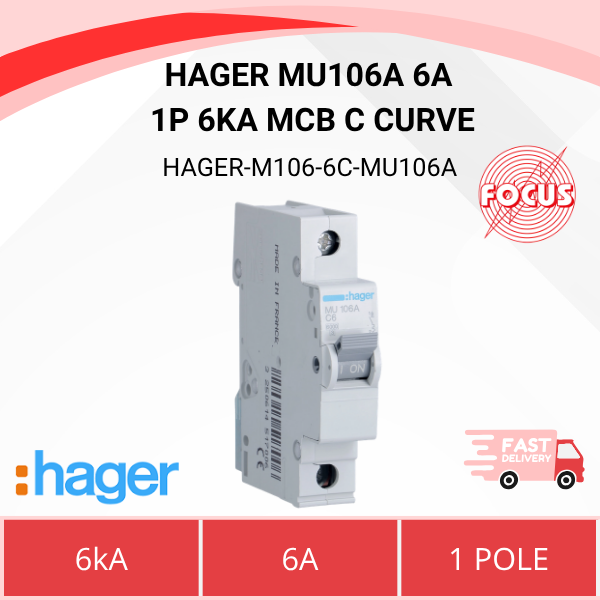 HAGER MU106A 6A
1P 6KA MCB C CURVE
HAGER-M106-6C-MU106A
FOCUS
MADE IN FRANCE
:hager
MU 106A
C6
6000
I ON
FAST
DELIVERY
:hager
6kA
6A
1 POLE